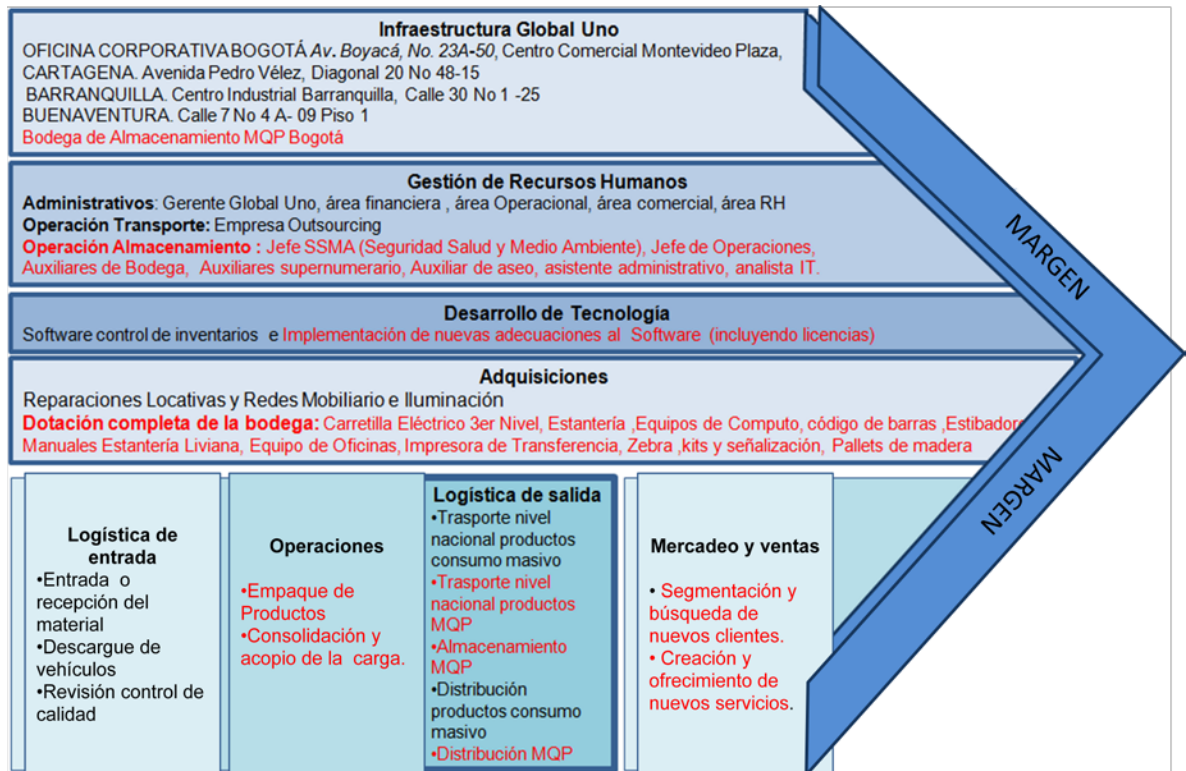 Infraestructura Global Uno
OFICINA CORPORATIVA BOGOTÁ Av. Boyacá, No. 23A-50, Centro Comercial Montevideo Plaza,
CARTAGENA. Avenida Pedro Vélez, Diagonal 20 No 48-15
BARRANQUILLA. Centro Industrial Barranquilla, Calle 30 No 1 -25
BUENAVENTURA. Calle 7 No 4 A- 09 Piso 1
Bodega de Almacenamiento MQP Bogotá
Gestión de Recursos Humanos
Administrativos: Gerente Global Uno, área financiera , área Operacional, área comercial, área RH
Operación Transporte: Empresa Outsourcing
Operación Almacenamiento : Jefe SSMA (Seguridad Salud y Medio Ambiente), Jefe de Operaciones,
Auxiliares de Bodega, Auxiliares supernumerario, Auxiliar de aseo, asistente administrativo, analista IT.
Desarrollo de Tecnología
Software control de inventarios e Implementación de nuevas adecuaciones al Software (incluyendo licencias)
Adquisiciones
Reparaciones Locativas y Redes Mobiliario e Iluminación
Dotación completa de la bodega: Carretilla Eléctrico 3er Nivel, Estantería ,Equipos de Computo, código de barras ,Estibador
Manuales Estantería Liviana, Equipo de Oficinas, Impresora de Transferencia, Zebra ,kits y señalización, Pallets de madera
MARGEN
MARGEN
Logística de
entrada
•Entrada o
recepción del
material
•Descargue de
vehículos
•Revisión control de
calidad
Operaciones
•Empaque de
Productos
•Consolidación y
acopio de la carga.
Logística de salida
•Trasporte nivel
nacional productos
consumo masivo
•Trasporte nivel
nacional productos
MQP
•Almacenamiento
MQP
•Distribución
productos consumo
masivo
•Distribución MQP
Mercadeo y ventas
• Segmentación y
búsqueda de
nuevos clientes.
• Creación y
ofrecimiento de
nuevos servicios.